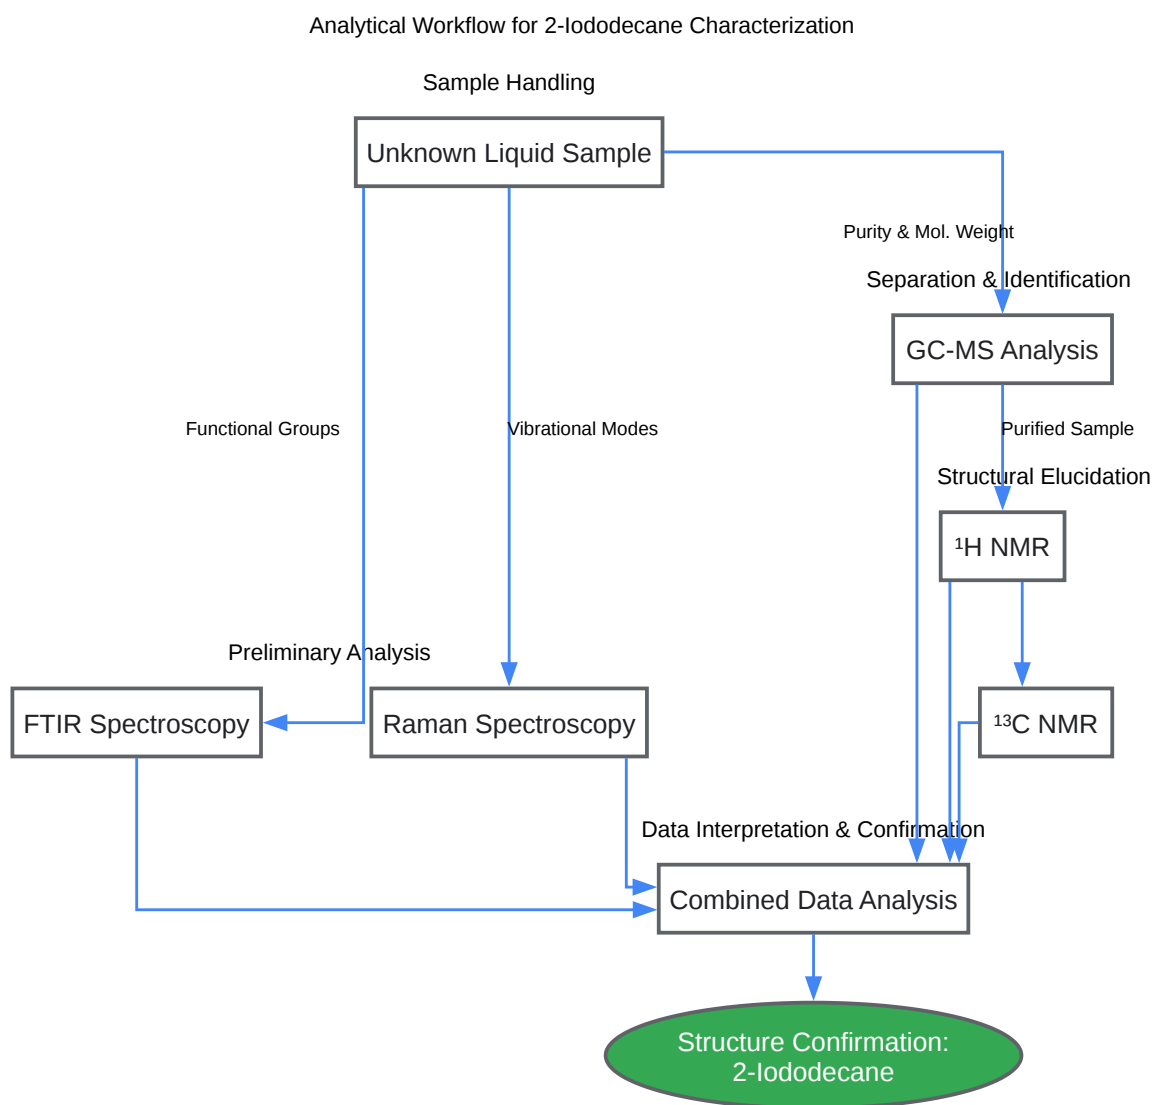 Analytical Workflow for 2-Iododecane Characterization
Sample Handling
Unknown Liquid Sample
Purity & Mol. Weight
Separation & Identification
GC-MS Analysis
Functional Groups
Vibrational Modes
Purified Sample
Structural Elucidation
¹H NMR
Preliminary Analysis
FTIR Spectroscopy
Raman Spectroscopy
¹³C NMR
Data Interpretation & Confirmation
Combined Data Analysis
Structure Confirmation:
2-Iododecane